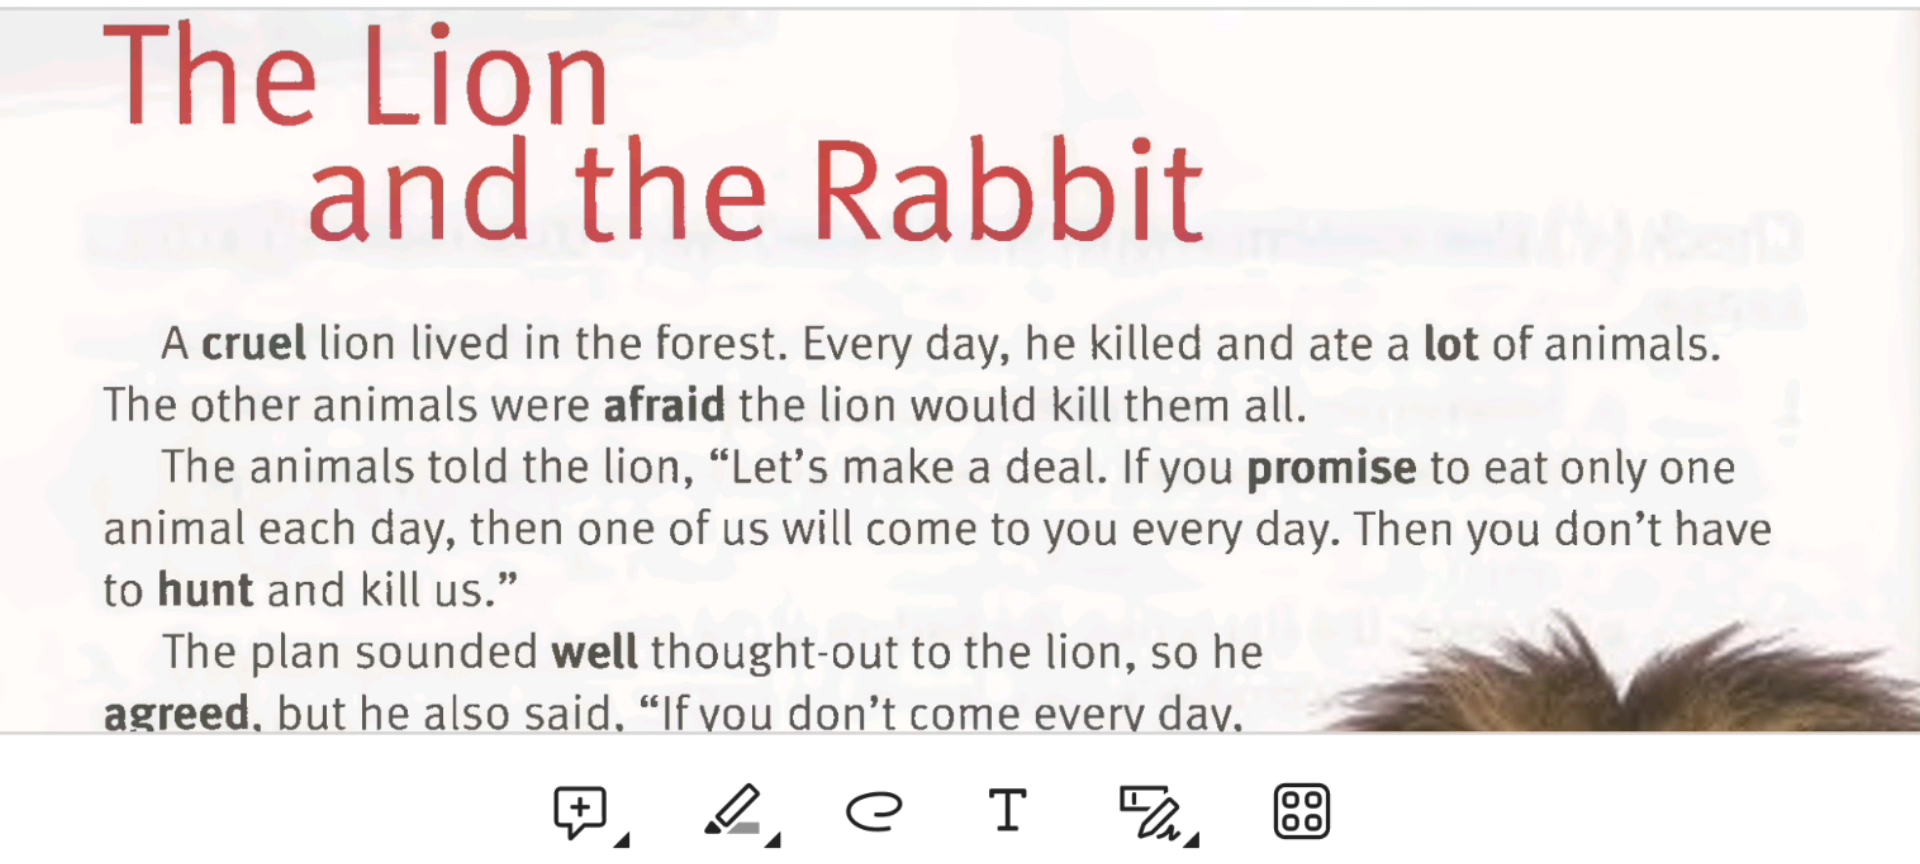 The Lion
and the Rabbit
A cruel lion lived in the forest. Every day, he killed and ate a lot of animals.
The other animals were afraid the lion would kill them all.
The animals told the lion, “Let’s make a deal. If you promise to eat only one
animal each day, then one of us will come to you every day. Then you don’t have
to hunt and kill us.”
The plan sounded well thought-out to the lion, so he
agreed, but he also said, “If you don’t come every day,
T